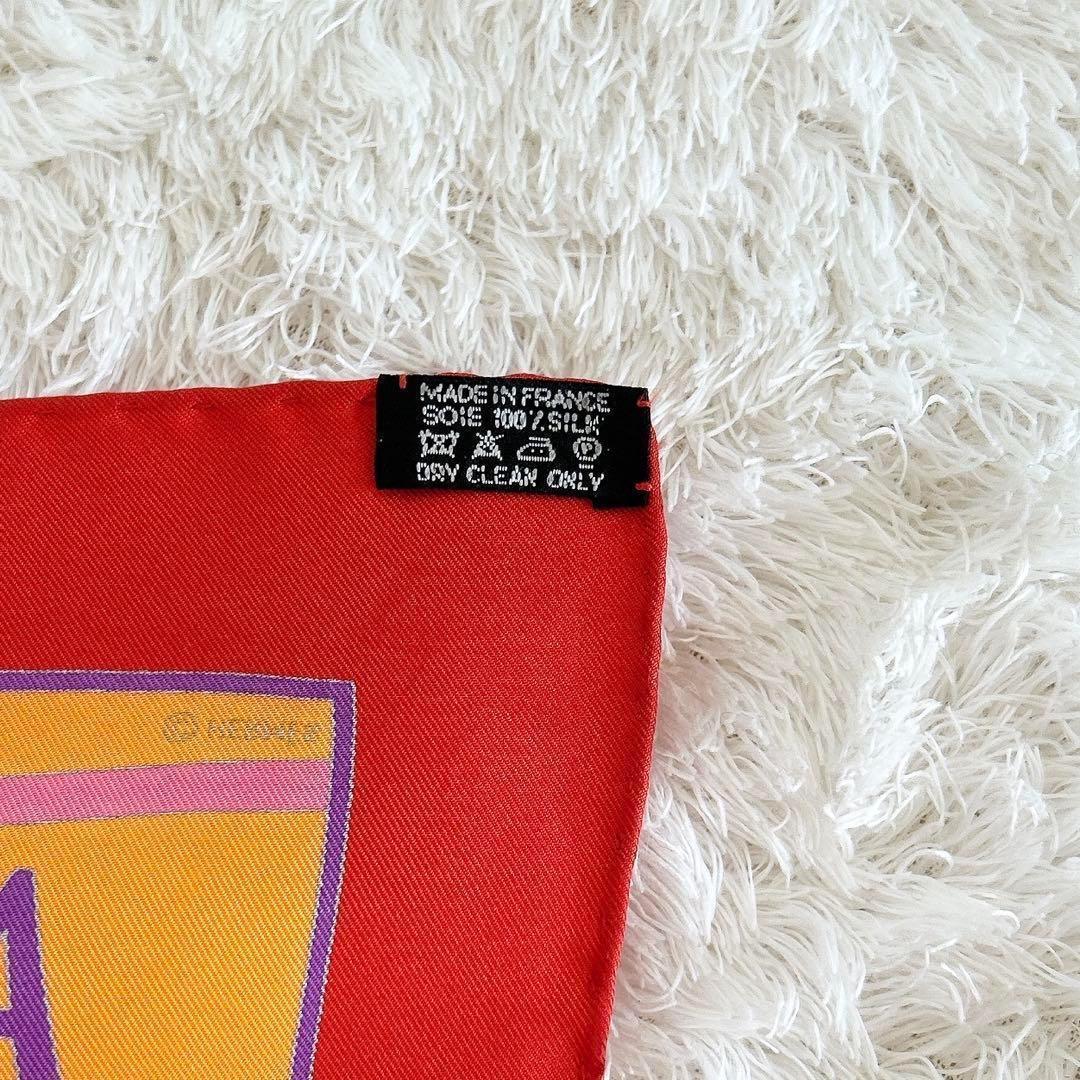 MADE IN FRANCE
SOIE 100% SILK
P
DRY CLEAN ONLY
©
A